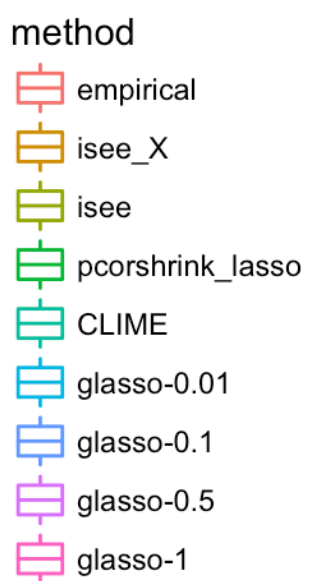 method
empirical
isee_X
isee
pcorshrink_lasso
CLIME
glasso-0.01
glasso-0.1
glasso-0.5
glasso-1